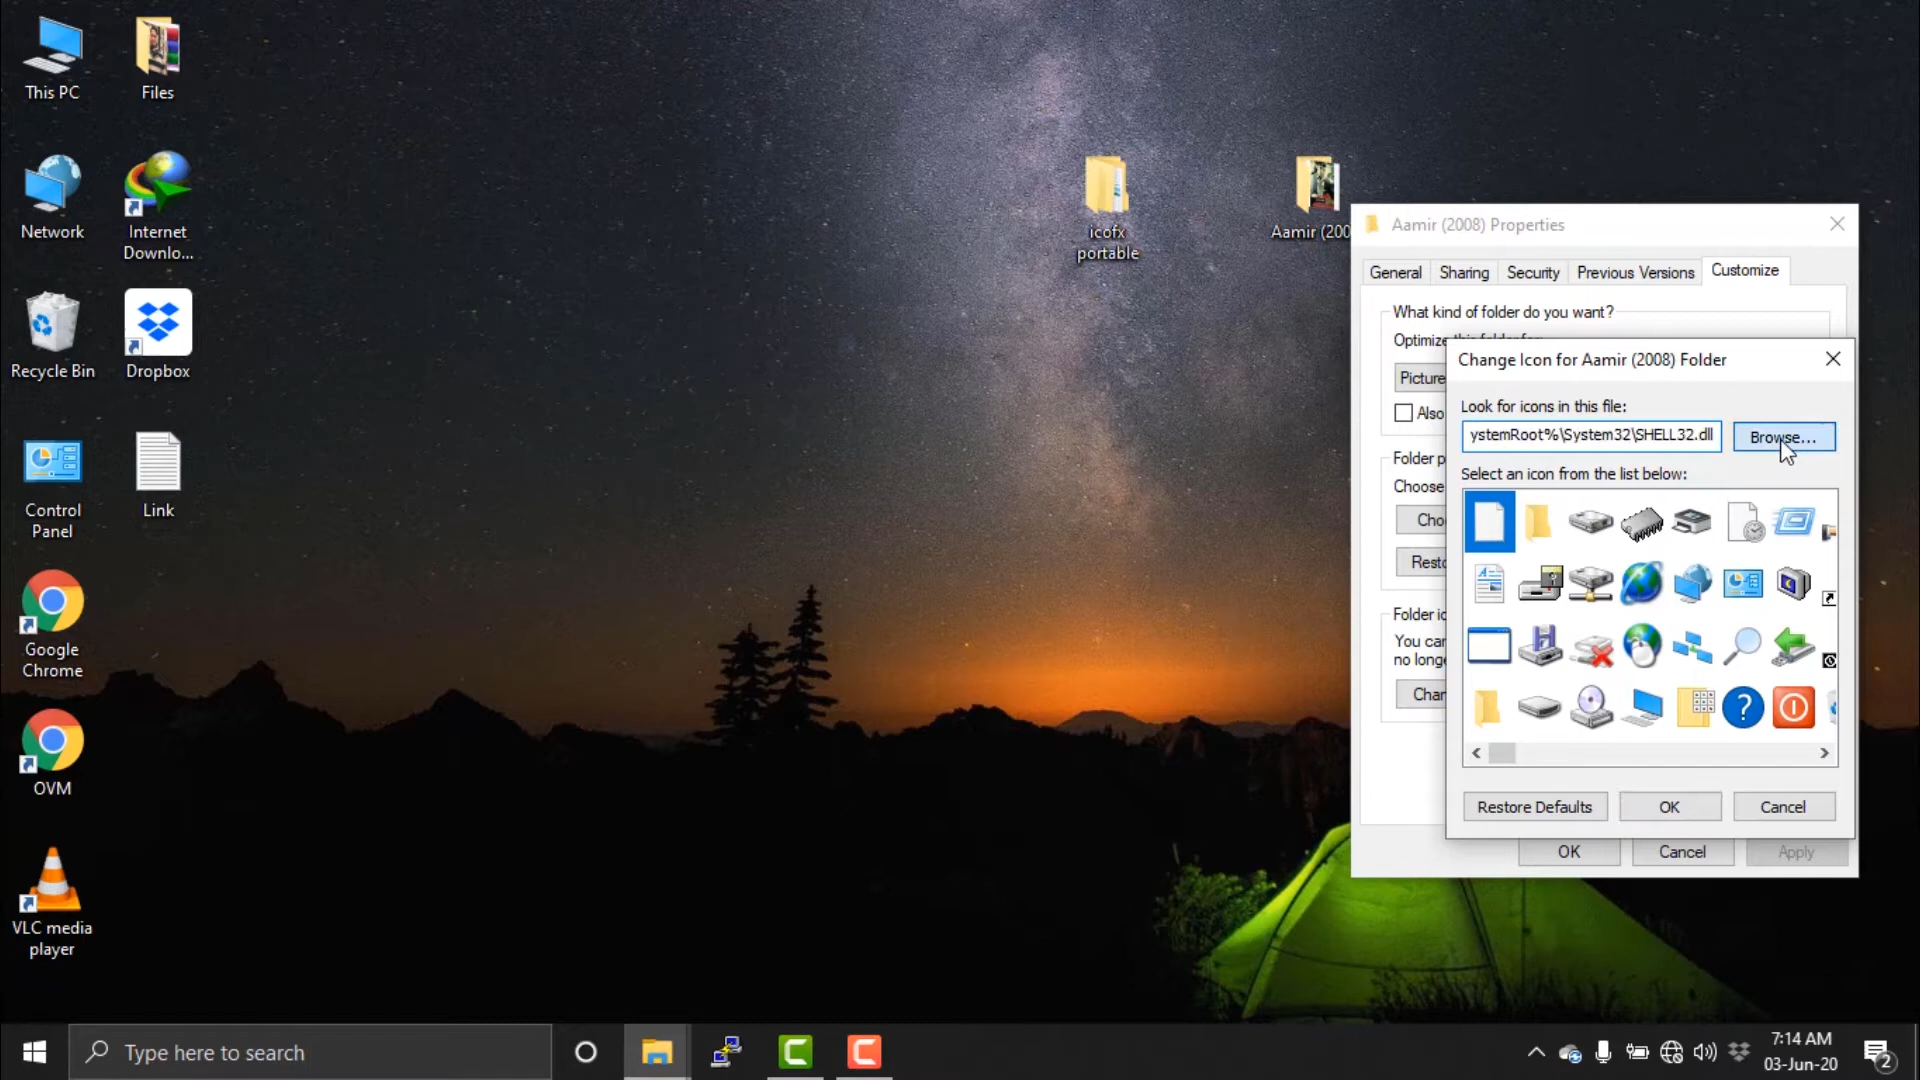 This PC
Files
Network
Internet
Downlo...
Recycle Bin
Dropbox
Control
Panel
Link
Google
Chrome
OVM
VLC media
player
icofx
portable
Aamir (200
Aamir (2008) Properties
General
Sharing
Security
Previous Versions
Customize
What kind of folder do you want?
Optimize
Picture
Also
Folder p
Choose
Cho
Resto
Folder ic
You can
no longe
Chan
Change Icon for Aamir (2008) Folder
Look for icons in this file:
ystemRoot%\System32\SHELL32.dll
Browse...
Select an icon from the list below:
Restore Defaults
OK
Cancel
OK
Cancel
Apply
Type here to search
7:14 AM
03-Jun-20
2